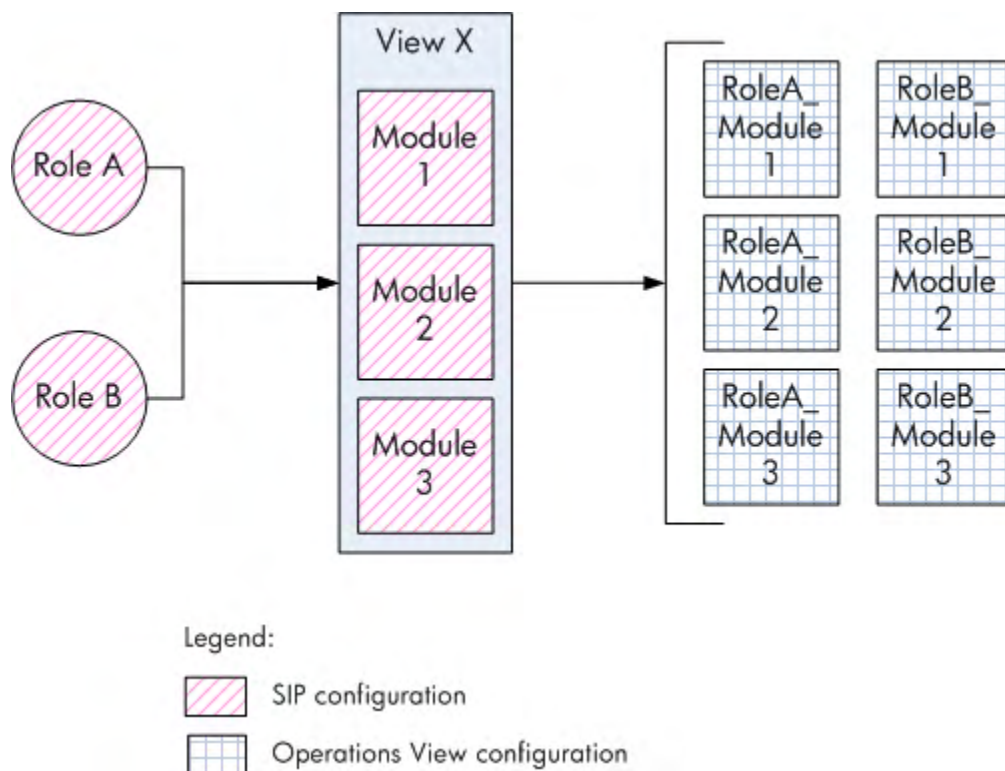 Role A
Role B
View X
Module
1
Module
2
Module
3
RoleA_
Module
1
RoleB_
Module
1
RoleA_
Module
2
RoleB_
Module
2
RoleA_
Module
3
RoleB_
Module
3
Legend:
SIP configuration
Operations View configuration